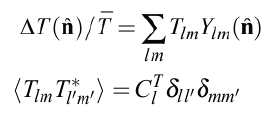 ΔT(n̂)/T̅ = ∑_{lm} T_{lm}Y_{lm}(n̂)
⟨T_{lm}T*_{l′m′}⟩ = C_l^T δ_{ll′}δ_{mm′}